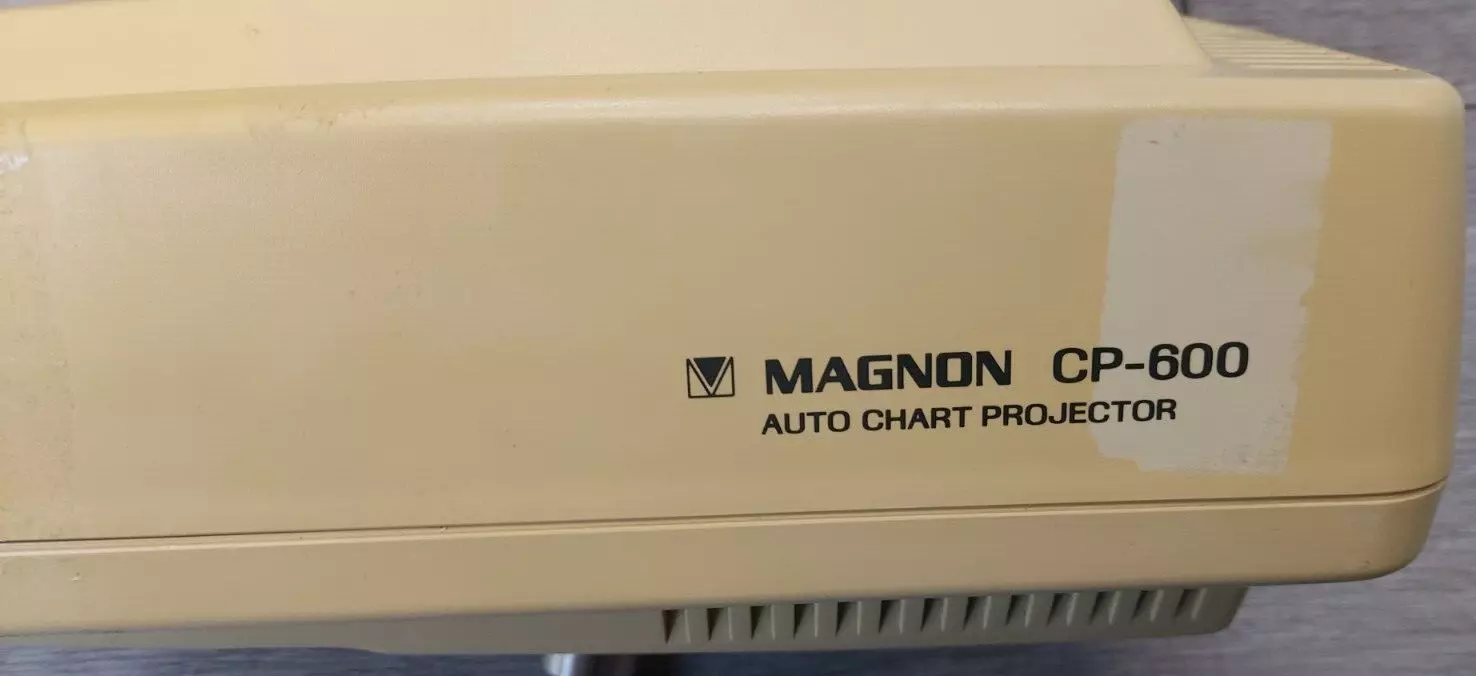 MAGNON CP-600
AUTO CHART PROJECTOR